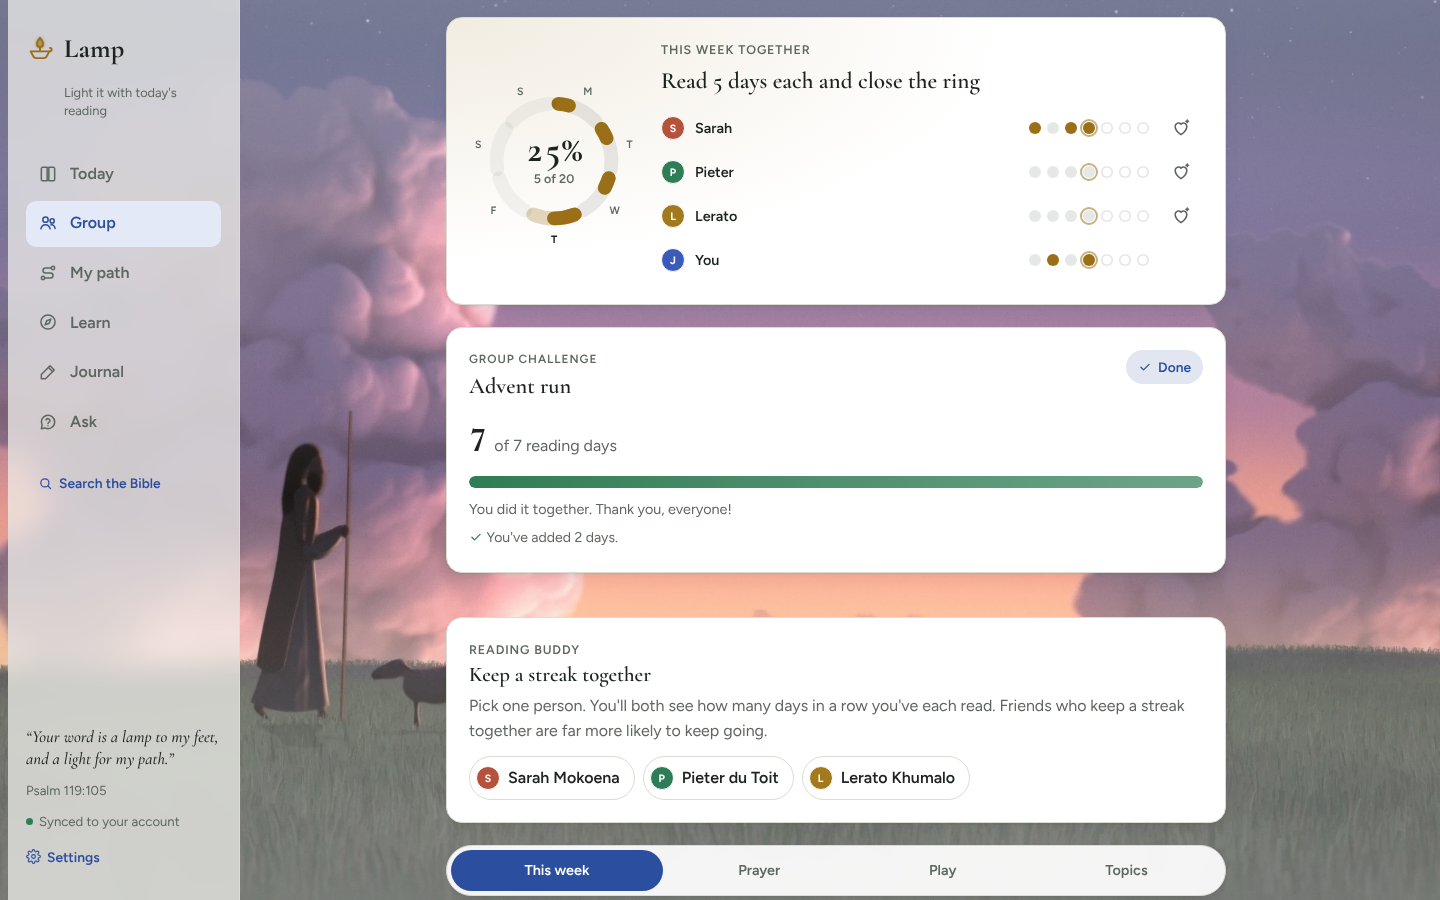 Lamp
Light it with today's
reading
Today
Group
My path
Learn
Journal
Ask
Search the Bible
“Your word is a lamp to my feet,
and a light for my path.”
Psalm 119:105
Synced to your account
Settings
THIS WEEK TOGETHER
Read 5 days each and close the ring
S
M
T
W
T
F
S
25%
5 of 20
S Sarah
P Pieter
L Lerato
J You
GROUP CHALLENGE
Advent run
Done
7 of 7 reading days
You did it together. Thank you, everyone!
You've added 2 days.
READING BUDDY
Keep a streak together
Pick one person. You'll both see how many days in a row you've each read. Friends who keep a streak
together are far more likely to keep going.
S Sarah Mokoena P Pieter du Toit L Lerato Khumalo
This week Prayer Play Topics